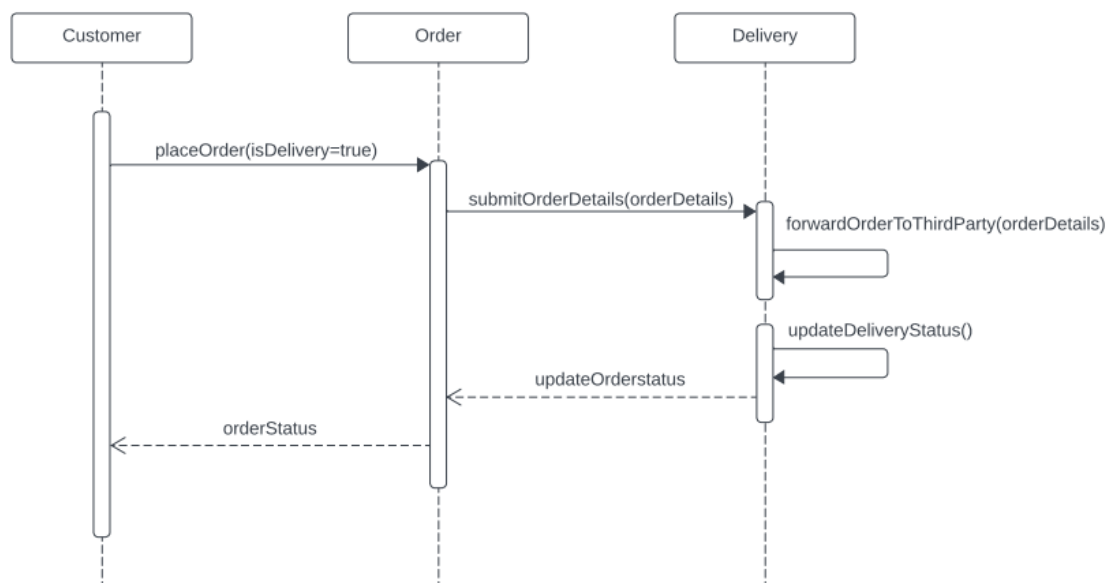 Customer
Order
Delivery
placeOrder(isDelivery=true)
submitOrderDetails(orderDetails)
forwardOrderToThirdParty(orderDetails)
updateDeliveryStatus()
updateOrderstatus
orderStatus